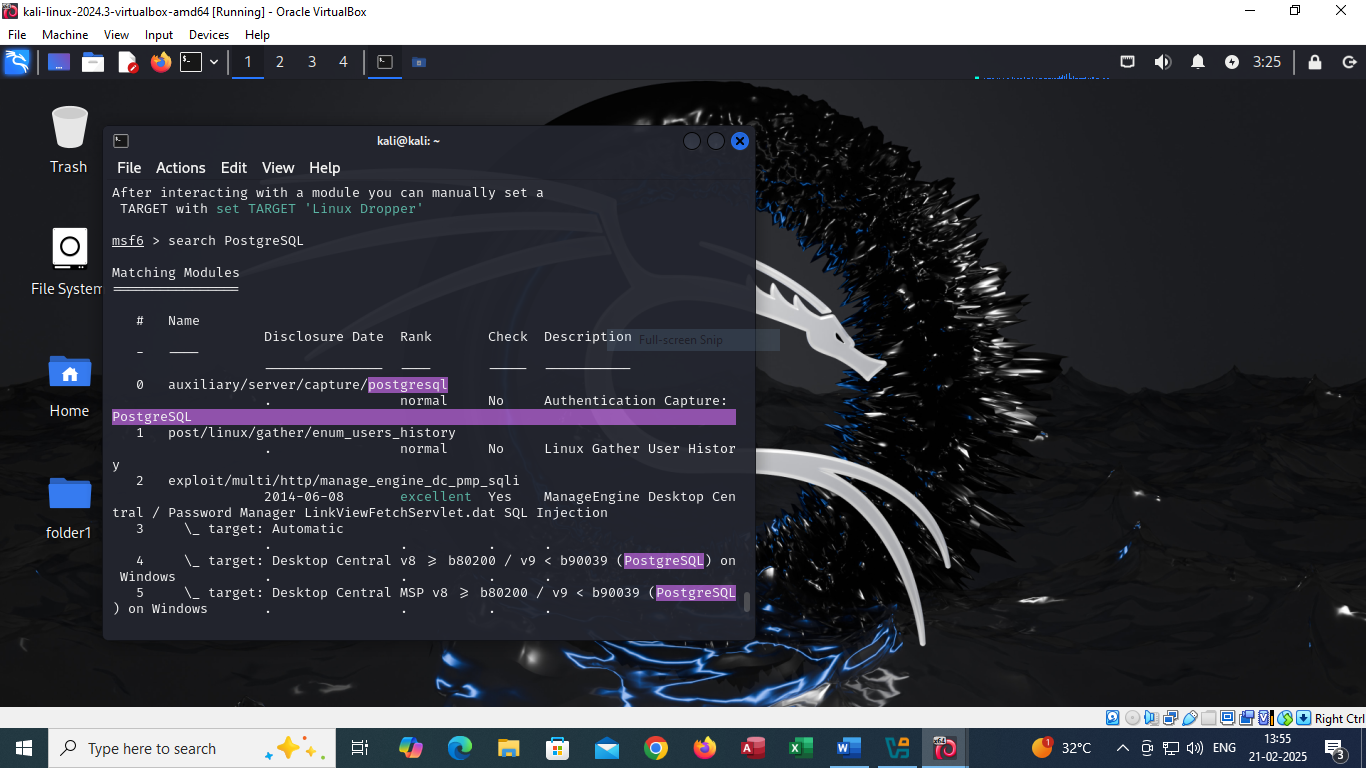 kali-linux-2024.3-virtualbox-amd64 [Running] - Oracle VirtualBox
File Machine View Input Devices Help
1 2 3 4
3:25
Trash
File System
Home
folder1
kali@kali: ~
File Actions Edit View Help
After interacting with a module you can manually set a
TARGET with set TARGET 'Linux Dropper'
msf6 > search PostgreSQL
Matching Modules
================
# Name
Disclosure Date Rank Check Description
- ----
--------------- ---- ----- -----------
0 auxiliary/server/capture/postgresql
. normal No Authentication Capture:
PostgreSQL
1 post/linux/gather/enum_users_history
. normal No Linux Gather User Histor
y
2 exploit/multi/http/manage_engine_dc_pmp_sqli
2014-06-08 excellent Yes ManageEngine Desktop Cen
tral / Password Manager LinkViewFetchServlet.dat SQL Injection
3 \_ target: Automatic
. . . .
4 \_ target: Desktop Central v8 >= b80200 / v9 < b90039 (PostgreSQL) on
Windows . . . .
5 \_ target: Desktop Central MSP v8 >= b80200 / v9 < b90039 (PostgreSQL
) on Windows . . . .
Full-screen Snip
Right Ctrl
Type here to search
1
32°C
ENG
13:55
21-02-2025
3